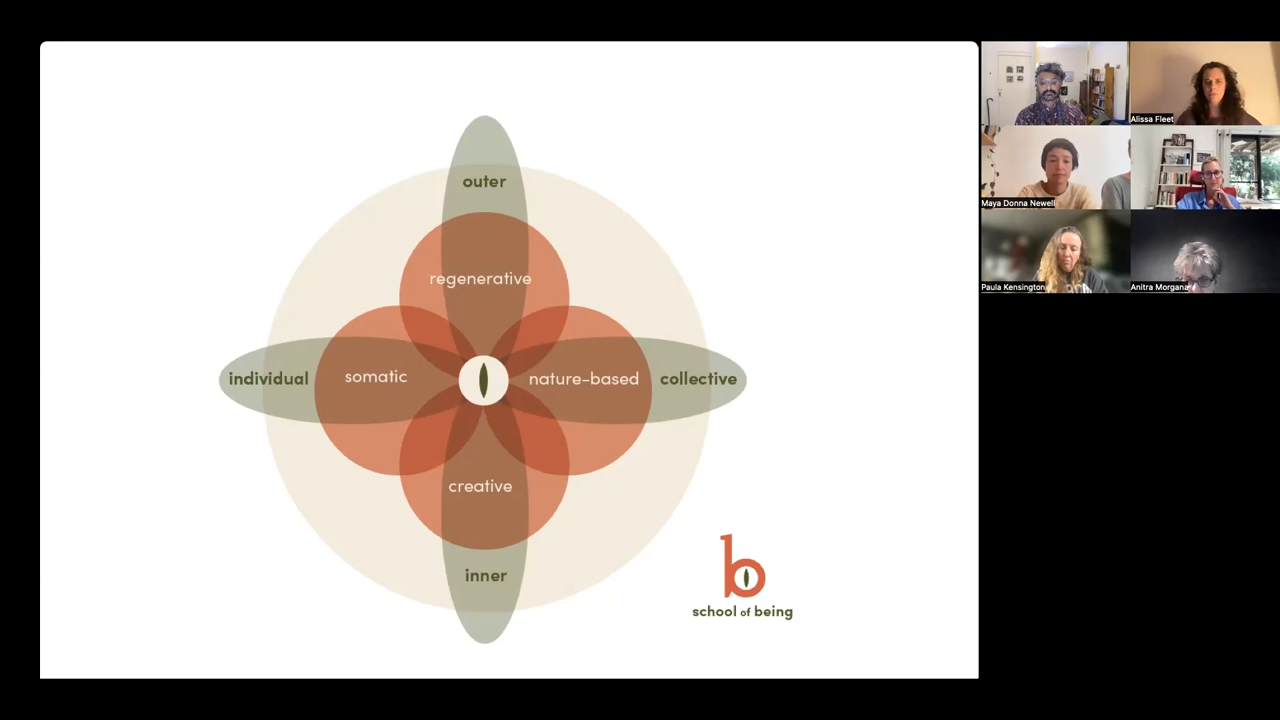 outer
regenerative
individual
somatic
nature-based
collective
creative
inner
b
school of being
Alissa Fleet
Maya Donna Newell
Paula Kensington
Anitra Morgana